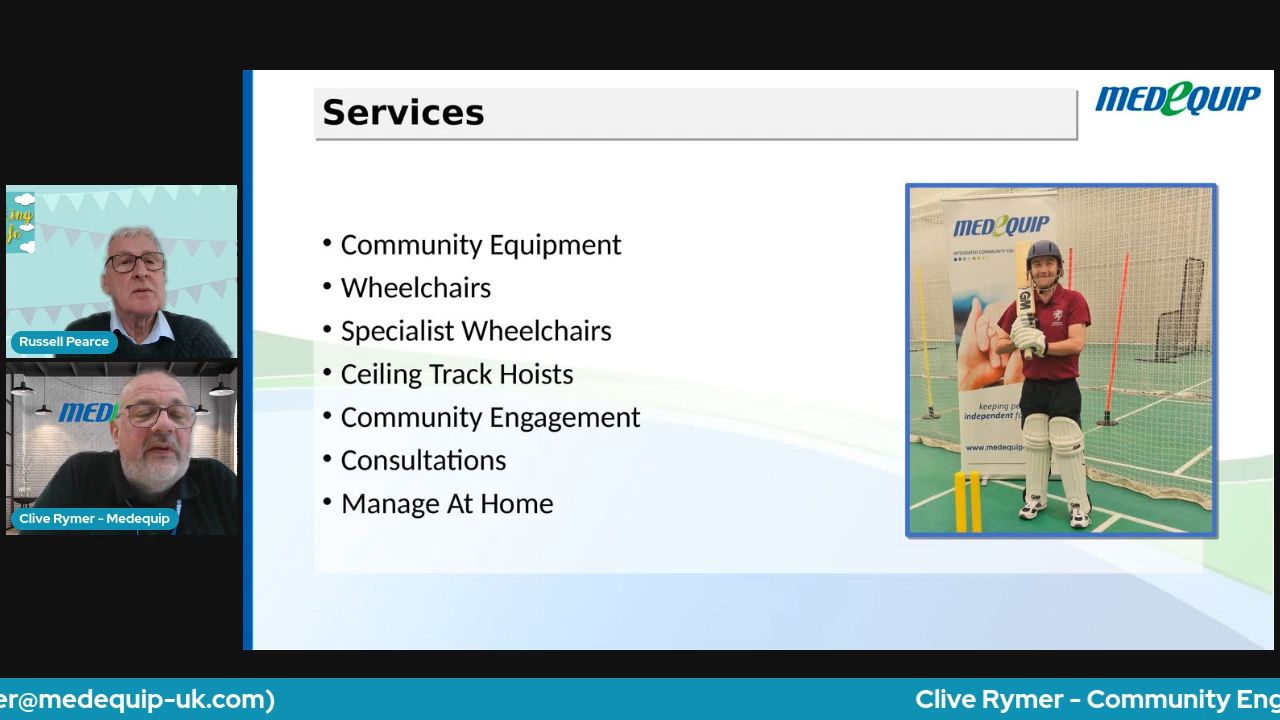 Services
MEDEQUIP
• Community Equipment
• Wheelchairs
• Specialist Wheelchairs
• Ceiling Track Hoists
• Community Engagement
• Consultations
• Manage At Home
MEDEQUIP
keeping
independent
www.medequip
GM
Russell Pearce
MED
Clive Rymer - Medequip
er@medequip-uk.com)
Clive Rymer - Community Eng